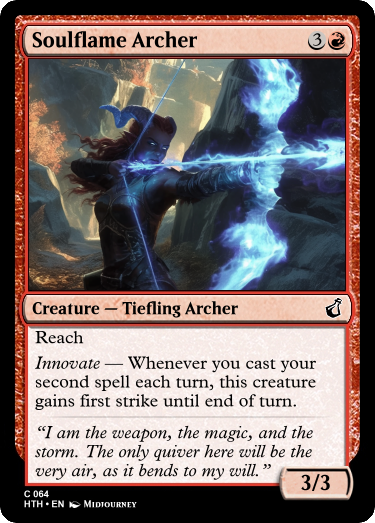 Soulflame Archer 3
Creature — Tiefling Archer
Reach
Innovate — Whenever you cast your
second spell each turn, this creature
gains first strike until end of turn.
“I am the weapon, the magic, and the
storm. The only quiver here will be the
very air, as it bends to my will.”
3/3
C 064
HTH • EN Midjourney